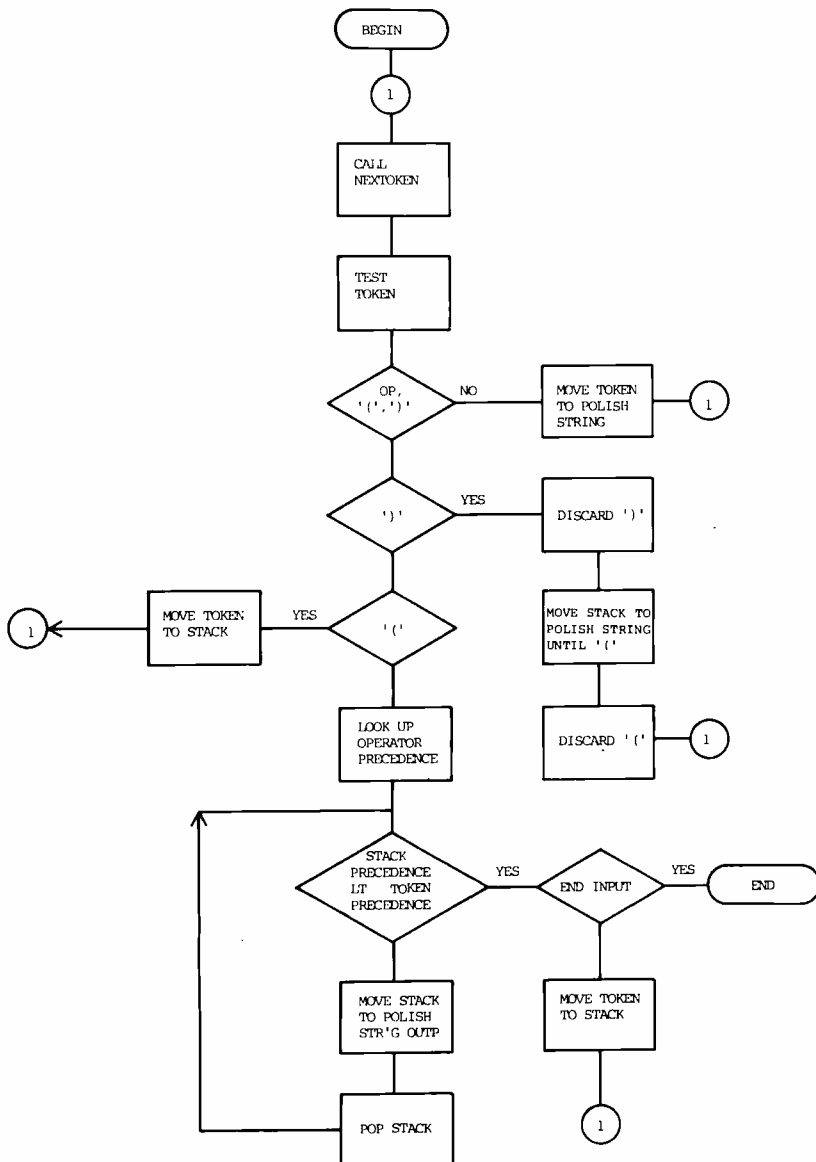 BEGIN
1
CALL
NEXTOKEN
TEST
TOKEN
OP,
'(',')'
NO
MOVE TOKEN
TO POLISH
STRING
1
')'
YES
DISCARD ')'
1
MOVE TOKEN
TO STACK
YES
'('
MOVE STACK TO
POLISH STRING
UNTIL '('
LOOK UP
OPERATOR
PRECEDENCE
DISCARD '('
1
STACK
PRECEDENCE
LT TOKEN
PRECEDENCE
YES
END INPUT
YES
END
MOVE STACK
TO POLISH
STR'G OUTP
MOVE TOKEN
TO STACK
POP STACK
1